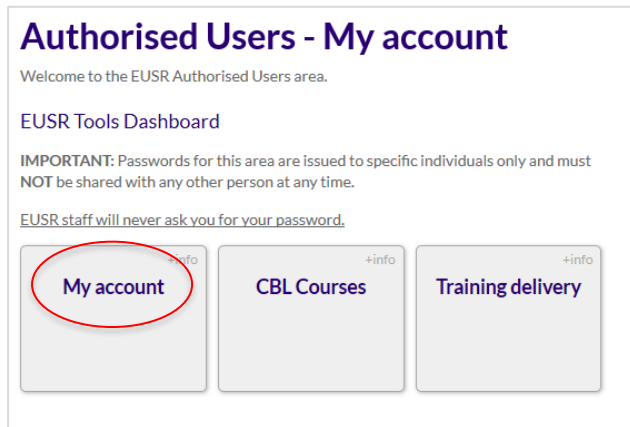 Authorised Users - My account
Welcome to the EUSR Authorised Users area.
EUSR Tools Dashboard
IMPORTANT: Passwords for this area are issued to specific individuals only and must
NOT be shared with any other person at any time.
EUSR staff will never ask you for your password.
+info
My account
+info
CBL Courses
+info
Training delivery